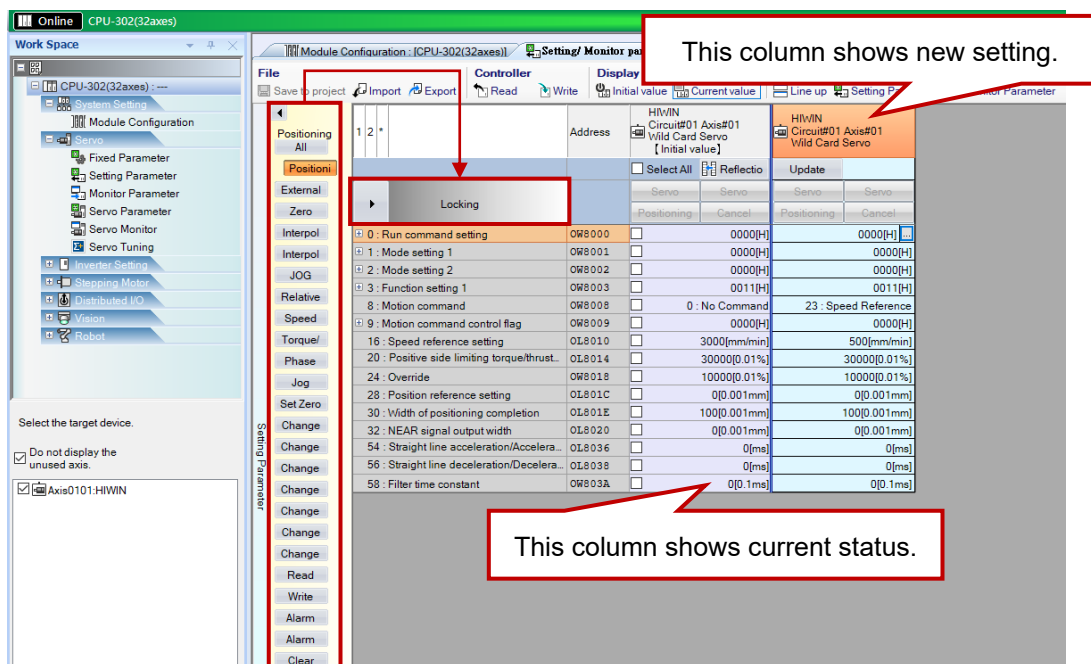 Online CPU-302(32axes)
Work Space
CPU-302(32axes) : ---
System Setting
Module Configuration
Servo
Fixed Parameter
Setting Parameter
Monitor Parameter
Servo Parameter
Servo Monitor
Servo Tuning
Inverter Setting
Stepping Motor
Distributed I/O
Vision
Robot
Select the target device.
Do not display the
unused axis.
Axis0101:HIWIN
Module Configuration : [CPU-302(32axes)] Setting/ Monitor par
This column shows new setting.
File Controller Display
Save to project Import Export Read Write Initial value Current value Line up Setting P Parameter
Setting Parameter
Positioning
All
Positioni
External
Zero
Interpol
Interpol
JOG
Relative
Speed
Torque/
Phase
Jog
Set Zero
Change
Change
Change
Change
Change
Change
Change
Read
Write
Alarm
Alarm
Clear
1 2 * Address
HIWIN
Circuit#01 Axis#01
Wild Card Servo
【Initial value】
HIWIN
Circuit#01 Axis#01
Wild Card Servo
Select All Reflectio Update
Locking
Servo Servo Servo Servo
Positioning Cancel Positioning Cancel
0 : Run command setting OW8000 0000[H] 0000[H] ...
1 : Mode setting 1 OW8001 0000[H] 0000[H]
2 : Mode setting 2 OW8002 0000[H] 0000[H]
3 : Function setting 1 OW8003 0011[H] 0011[H]
8 : Motion command OW8008 0 : No Command 23 : Speed Reference
9 : Motion command control flag OW8009 0000[H] 0000[H]
16 : Speed reference setting OL8010 3000[mm/min] 500[mm/min]
20 : Positive side limiting torque/thrust... OL8014 30000[0.01%] 30000[0.01%]
24 : Override OW8018 10000[0.01%] 10000[0.01%]
28 : Position reference setting OL801C 0[0.001mm] 0[0.001mm]
30 : Width of positioning completion OL801E 100[0.001mm] 100[0.001mm]
32 : NEAR signal output width OL8020 0[0.001mm] 0[0.001mm]
54 : Straight line acceleration/Accelera... OL8036 0[ms] 0[ms]
56 : Straight line deceleration/Decelera... OL8038 0[ms] 0[ms]
58 : Filter time constant OW803A 0[0.1ms] 0[0.1ms]
This column shows current status.